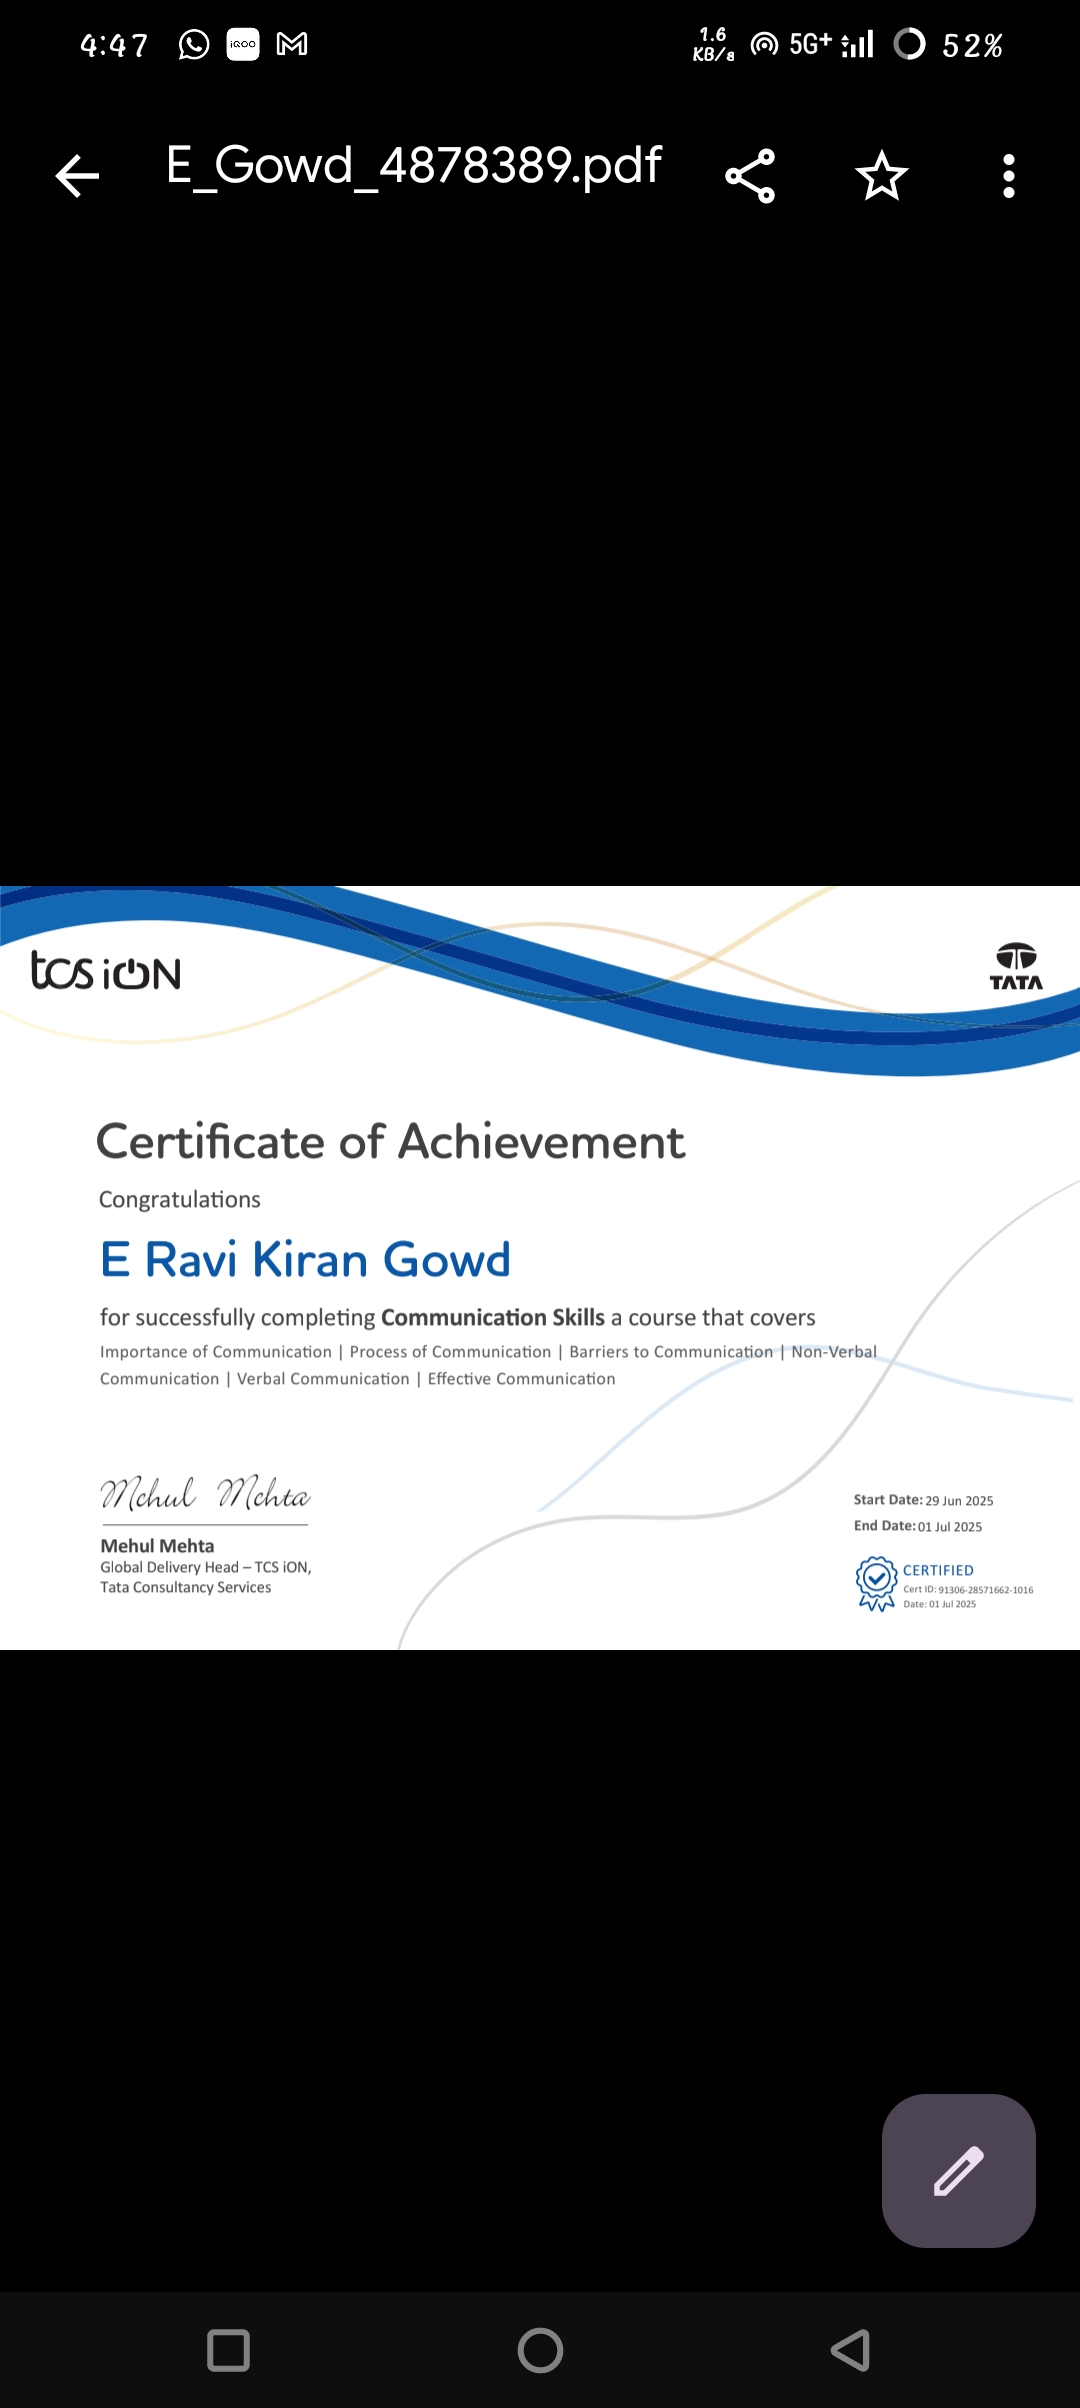 4:47 iQOO 1.6 KB/s 5G+ 52%
E_Gowd_4878389.pdf
tcs iON TATA
Certificate of Achievement
Congratulations
E Ravi Kiran Gowd
for successfully completing Communication Skills a course that covers
Importance of Communication | Process of Communication | Barriers to Communication | Non-Verbal
Communication | Verbal Communication | Effective Communication
Mehul Mehta
Mehul Mehta
Global Delivery Head – TCS iON,
Tata Consultancy Services
Start Date: 29 Jun 2025
End Date: 01 Jul 2025
CERTIFIED
Cert ID: 91306-28571662-1016
Date: 01 Jul 2025